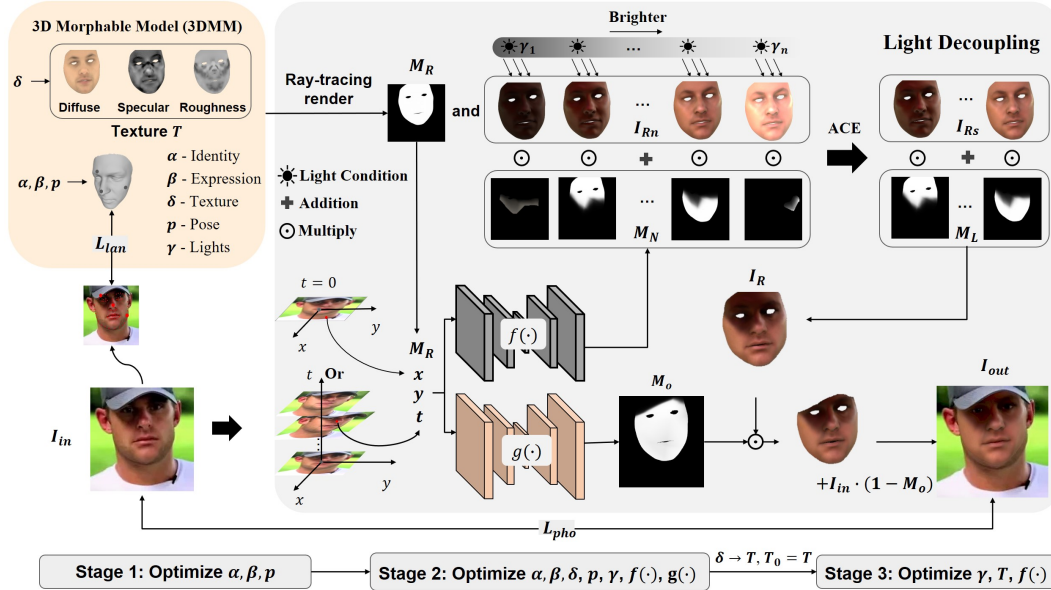 3D Morphable Model (3DMM)
δ
Diffuse
Specular
Roughness
Texture T
α, β, p
α - Identity
β - Expression
δ - Texture
p - Pose
γ - Lights
L_lan
I_in
Ray-tracing
render
M_R
and
Brighter
γ_1
...
γ_n
Light Decoupling
...
I_Rn
ACE
...
I_Rs
Light Condition
Addition
Multiply
...
M_N
...
M_L
t = 0
y
x
t
Or
y
x
M_R
x
y
t
f(·)
g(·)
M_o
I_R
I_out
+I_in · (1 − M_o)
L_pho
Stage 1: Optimize α, β, p
Stage 2: Optimize α, β, δ, p, γ, f(·), g(·)
δ → T, T_0 = T
Stage 3: Optimize γ, T, f(·)